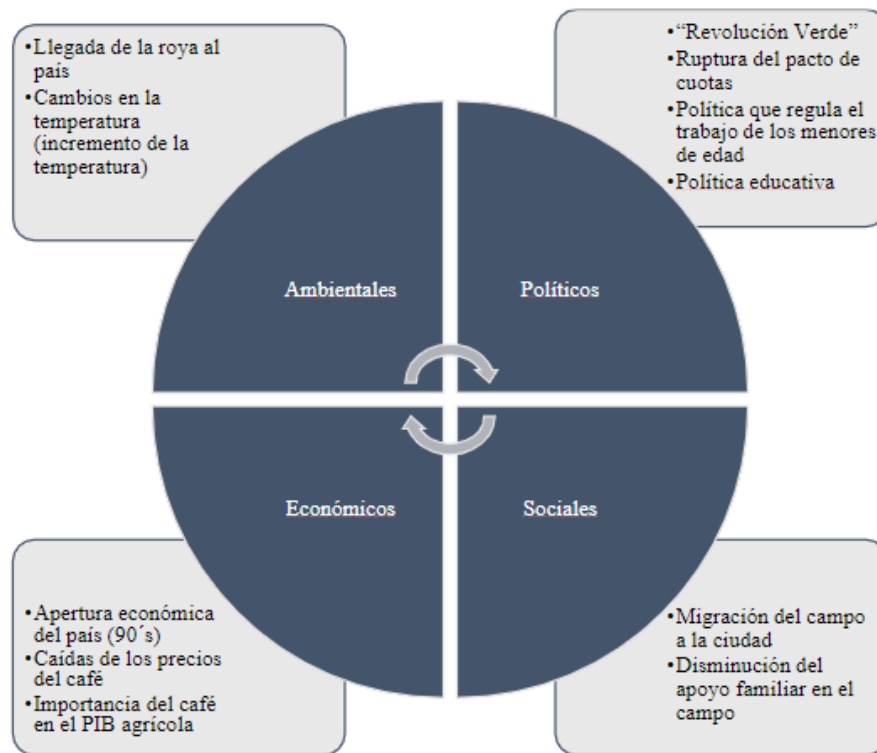 •Llegada de la roya al
país
•Cambios en la
temperatura
(incremento de la
temperatura)
•“Revolución Verde”
•Ruptura del pacto de
cuotas
•Política que regula el
trabajo de los menores
de edad
•Política educativa
Ambientales
Políticos
Económicos
Sociales
•Apertura económica
del país (90´s)
•Caídas de los precios
del café
•Importancia del café
en el PIB agrícola
•Migración del campo
a la ciudad
•Disminución del
apoyo familiar en el
campo